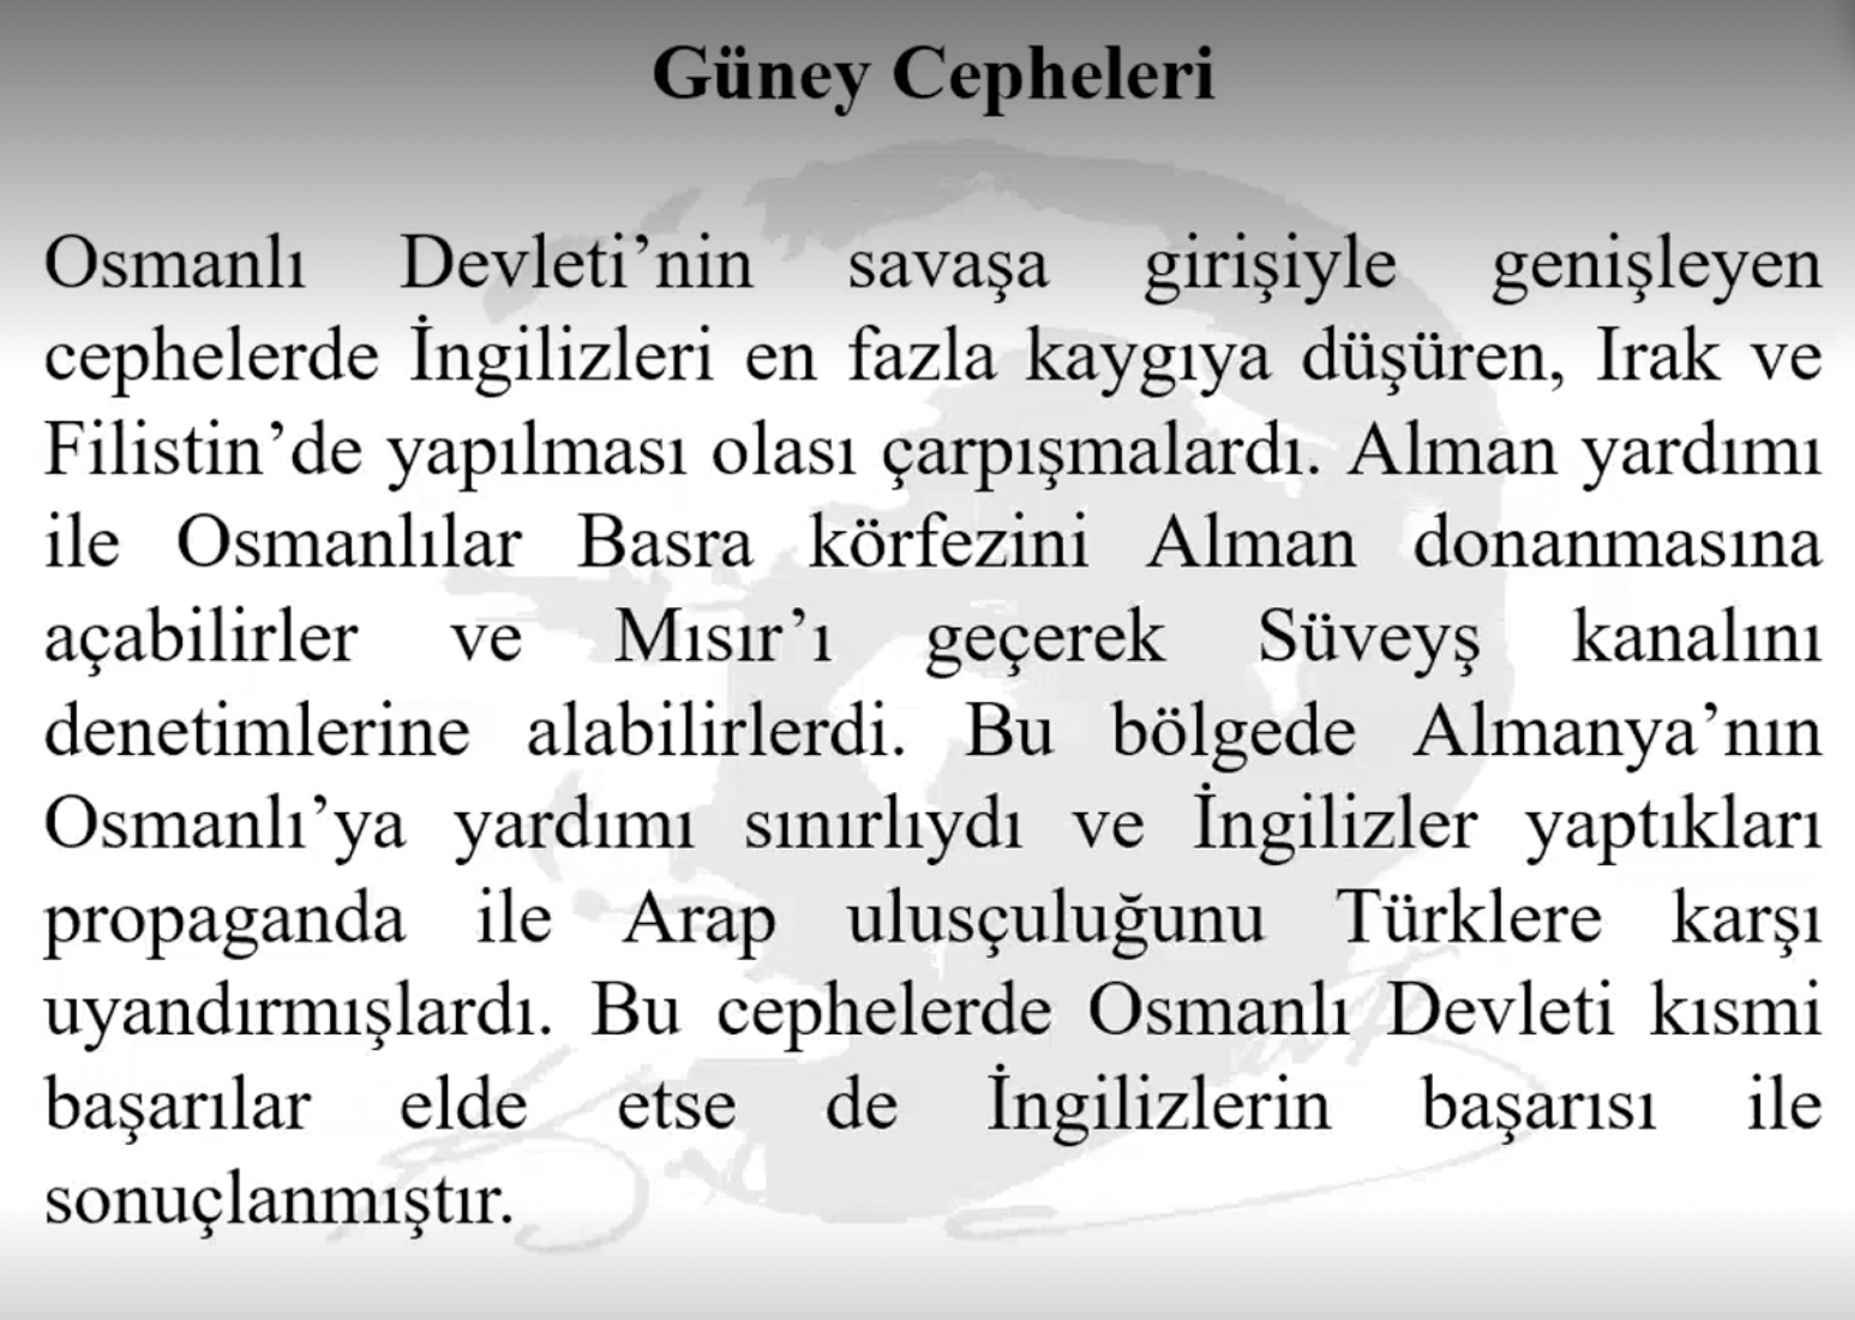 Güney Cepheleri
Osmanlı Devleti’nin savaşa girişiyle genişleyen
cephelerde İngilizleri en fazla kaygıya düşüren, Irak ve
Filistin’de yapılması olası çarpışmalardı. Alman yardımı
ile Osmanlılar Basra körfezini Alman donanmasına
açabilirler ve Mısır’ı geçerek Süveyş kanalını
denetimlerine alabilirlerdi. Bu bölgede Almanya’nın
Osmanlı’ya yardımı sınırlıydı ve İngilizler yaptıkları
propaganda ile Arap ulusçuluğunu Türklere karşı
uyandırmışlardı. Bu cephelerde Osmanlı Devleti kısmi
başarılar elde etse de İngilizlerin başarısı ile
sonuçlanmıştır.